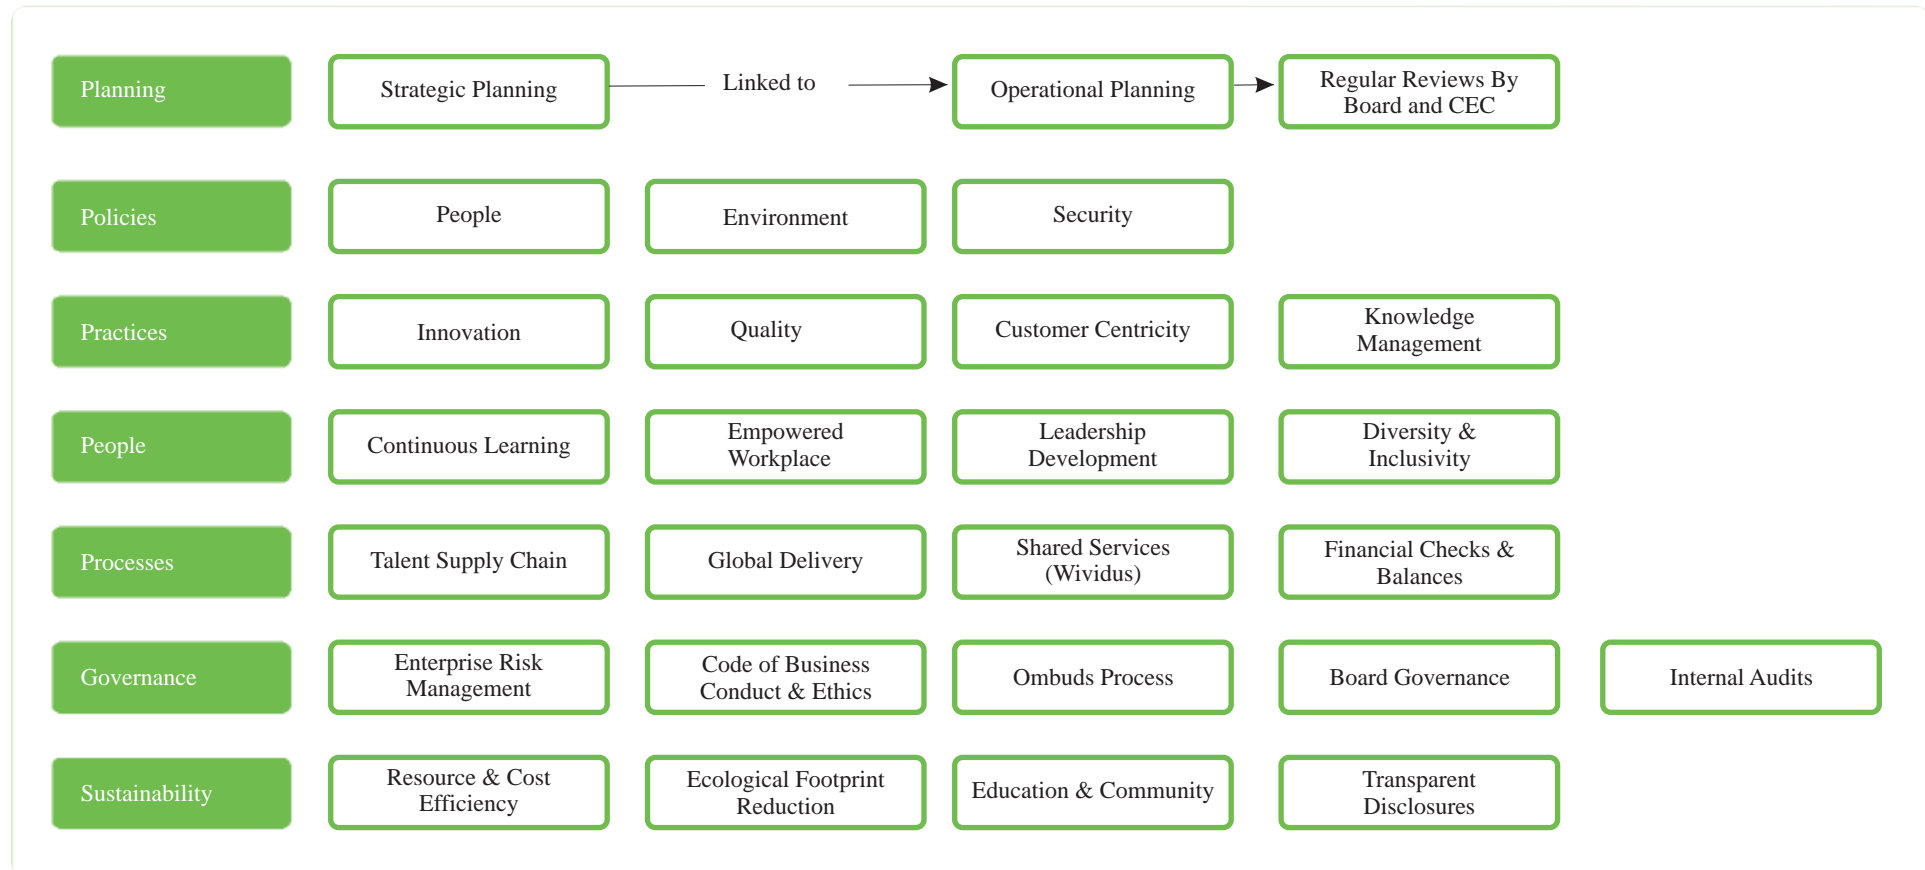 Planning
Strategic Planning
Linked to
Operational Planning
Regular Reviews By
Board and CEC
Policies
People
Environment
Security
Practices
Innovation
Quality
Customer Centricity
Knowledge
Management
People
Continuous Learning
Empowered
Workplace
Leadership
Development
Diversity &
Inclusivity
Processes
Talent Supply Chain
Global Delivery
Shared Services
(Wividus)
Financial Checks &
Balances
Governance
Enterprise Risk
Management
Code of Business
Conduct & Ethics
Ombuds Process
Board Governance
Internal Audits
Sustainability
Resource & Cost
Efficiency
Ecological Footprint
Reduction
Education & Community
Transparent
Disclosures